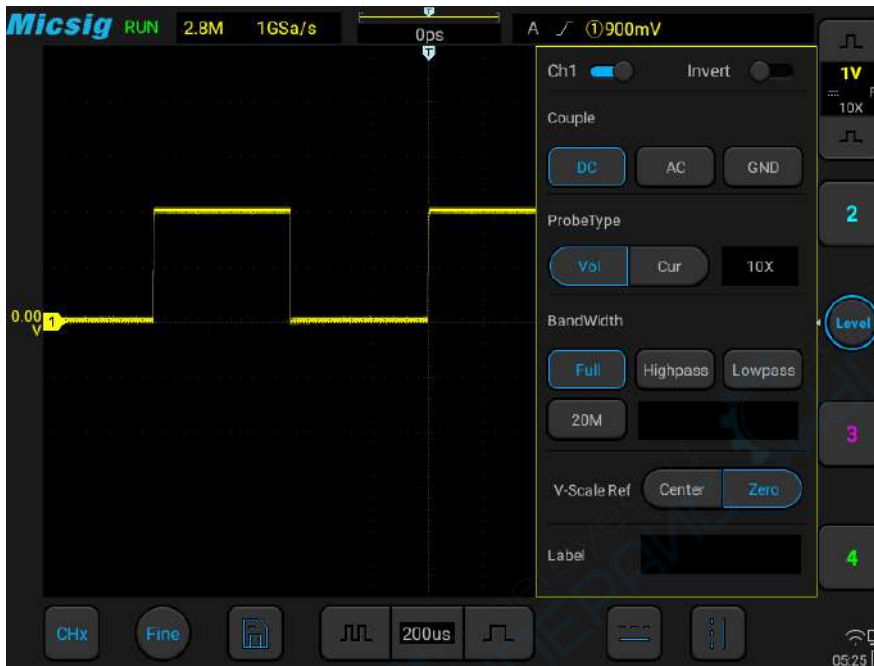 Micsig RUN 2.8M 1GSa/s T 0ps A ①900mV
T
Ch1 Invert
1V
10X
Couple
DC AC GND
ProbeType
2
Vol Cur 10X
0.00
V
1
BandWidth
Level
Full Highpass Lowpass
20M
3
V-Scale Ref Center Zero
Label
4
CHx Fine 200us
05:25